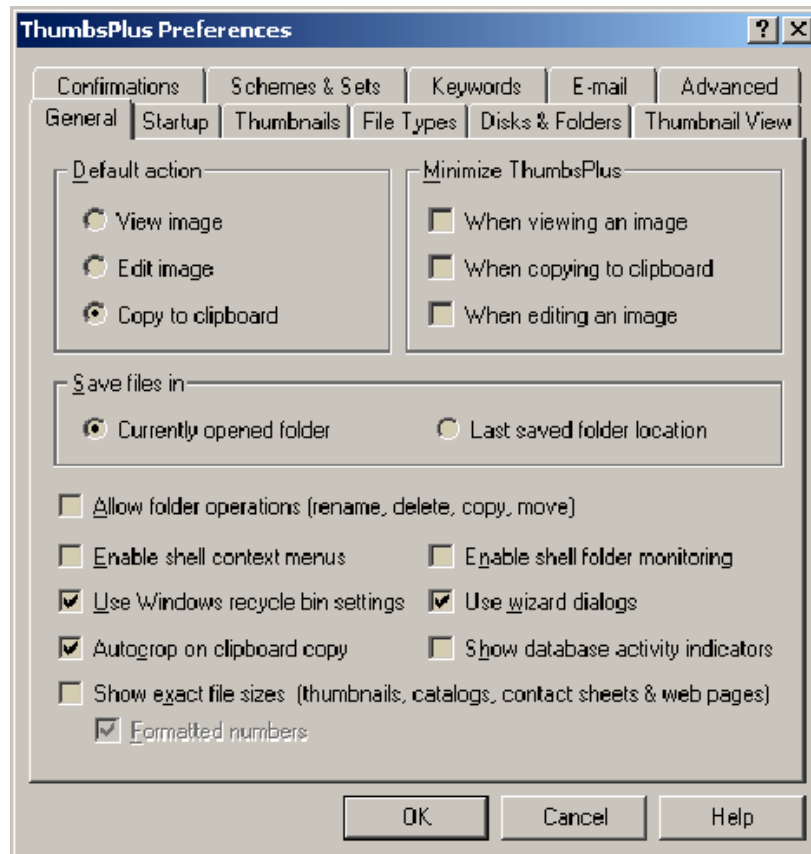 ThumbsPlus Preferences
Confirmations Schemes & Sets Keywords E-mail Advanced
General Startup Thumbnails File Types Disks & Folders Thumbnail View
Default action Minimize ThumbsPlus
View image When viewing an image
Edit image When copying to clipboard
Copy to clipboard When editing an image
Save files in
Currently opened folder Last saved folder location
Allow folder operations (rename, delete, copy, move)
Enable shell context menus Enable shell folder monitoring
Use Windows recycle bin settings Use wizard dialogs
Autocrop on clipboard copy Show database activity indicators
Show exact file sizes (thumbnails, catalogs, contact sheets & web pages)
Formatted numbers
OK Cancel Help